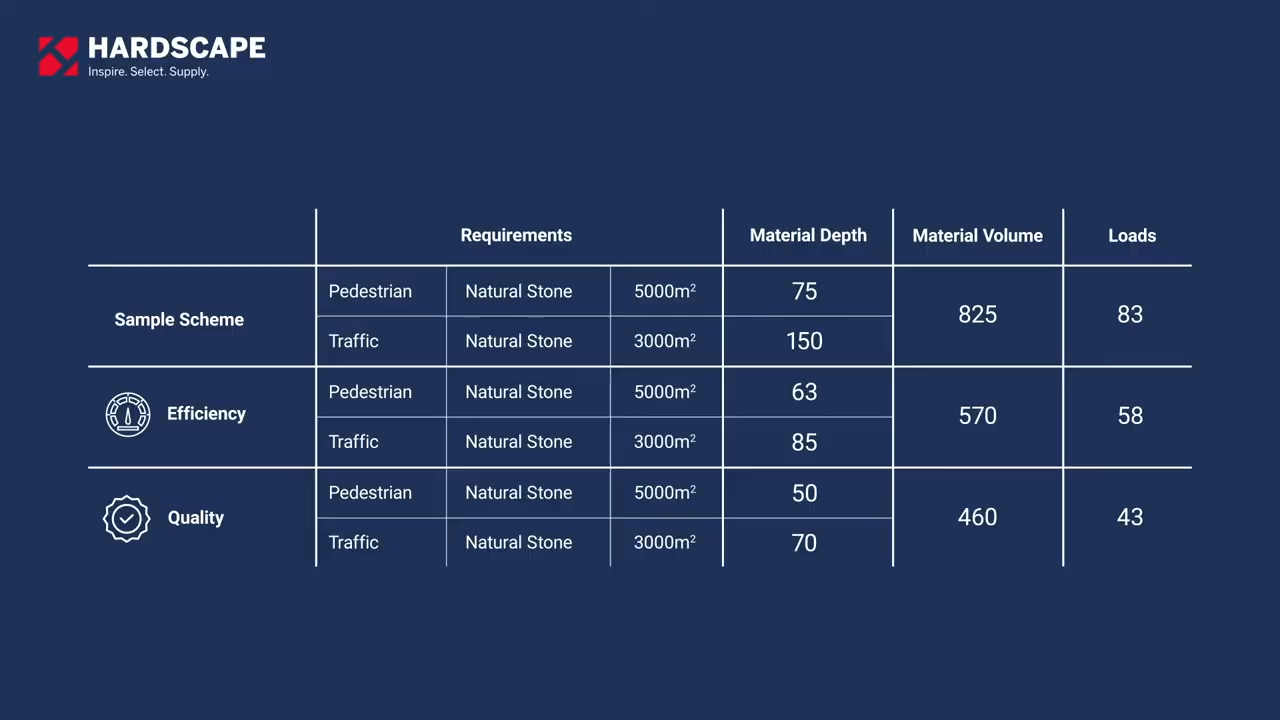 HARDSCAPE
Inspire. Select. Supply.
Requirements Material Depth Material Volume Loads
Sample Scheme
Pedestrian Natural Stone 5000m² 75
825 83
Traffic Natural Stone 3000m² 150
Efficiency
Pedestrian Natural Stone 5000m² 63
570 58
Traffic Natural Stone 3000m² 85
Quality
Pedestrian Natural Stone 5000m² 50
460 43
Traffic Natural Stone 3000m² 70